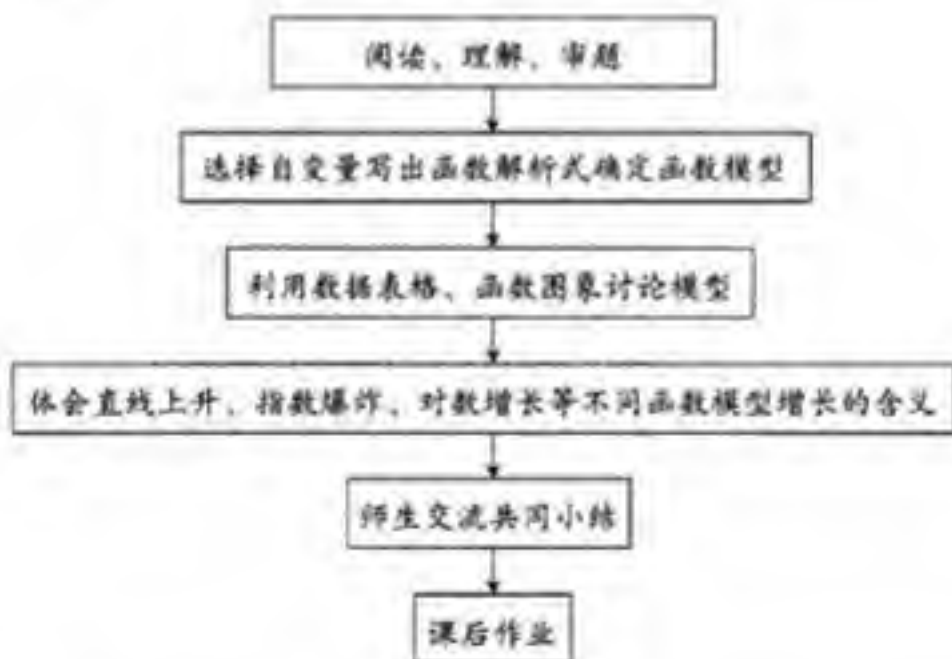 阅读、理解、审题
选择自变量写出函数解析式确定函数模型
利用数据表格、函数图象讨论模型
体会直线上升、指数爆炸、对数增长等不同函数模型增长的含义
师生交流共同小结
课后作业